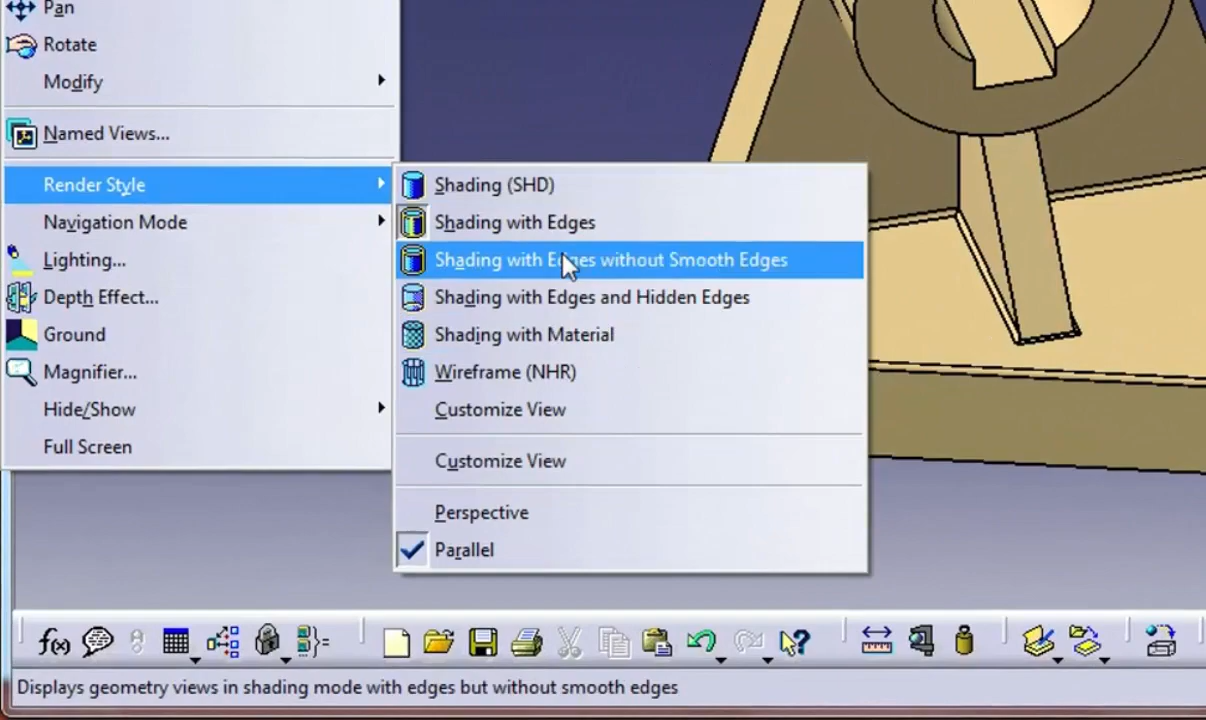 Pan
Rotate
Modify
Named Views...
Render Style
Navigation Mode
Lighting...
Depth Effect...
Ground
Magnifier...
Hide/Show
Full Screen
Shading (SHD)
Shading with Edges
Shading with Edges without Smooth Edges
Shading with Edges and Hidden Edges
Shading with Material
Wireframe (NHR)
Customize View
Customize View
Perspective
Parallel
f(x)
Displays geometry views in shading mode with edges but without smooth edges